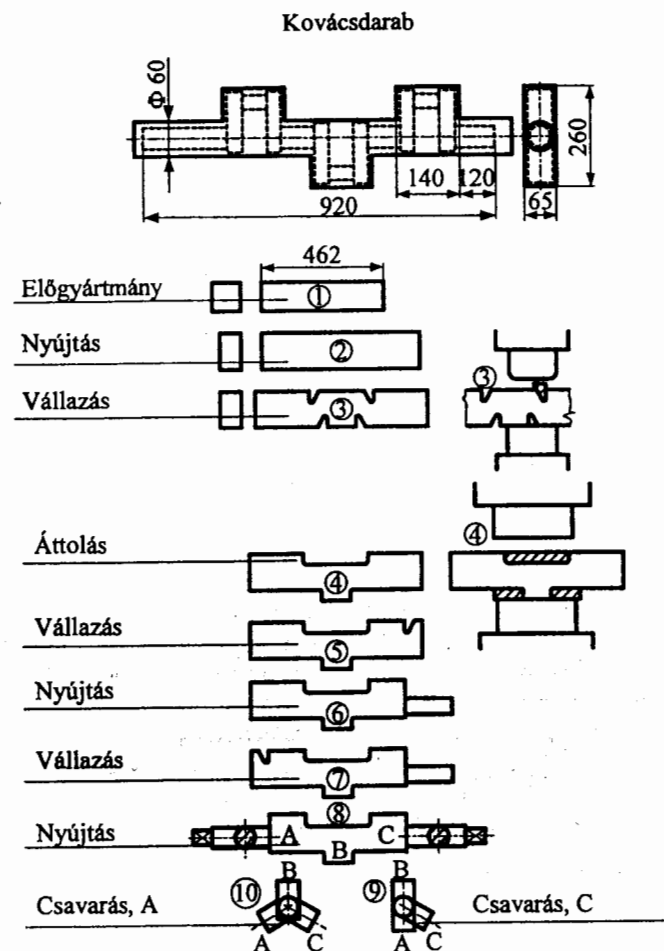 Kovácsdarab
Φ 60
140
120
920
65
260
462
Előgyártmány
①
Nyújtás
②
Vállazás
③
③
Áttolás
④
④
Vállazás
⑤
Nyújtás
⑥
Vállazás
⑦
⑧
Nyújtás
A
B
C
B
B
⑩
⑨
Csavarás, A
Csavarás, C
A
C
A
C